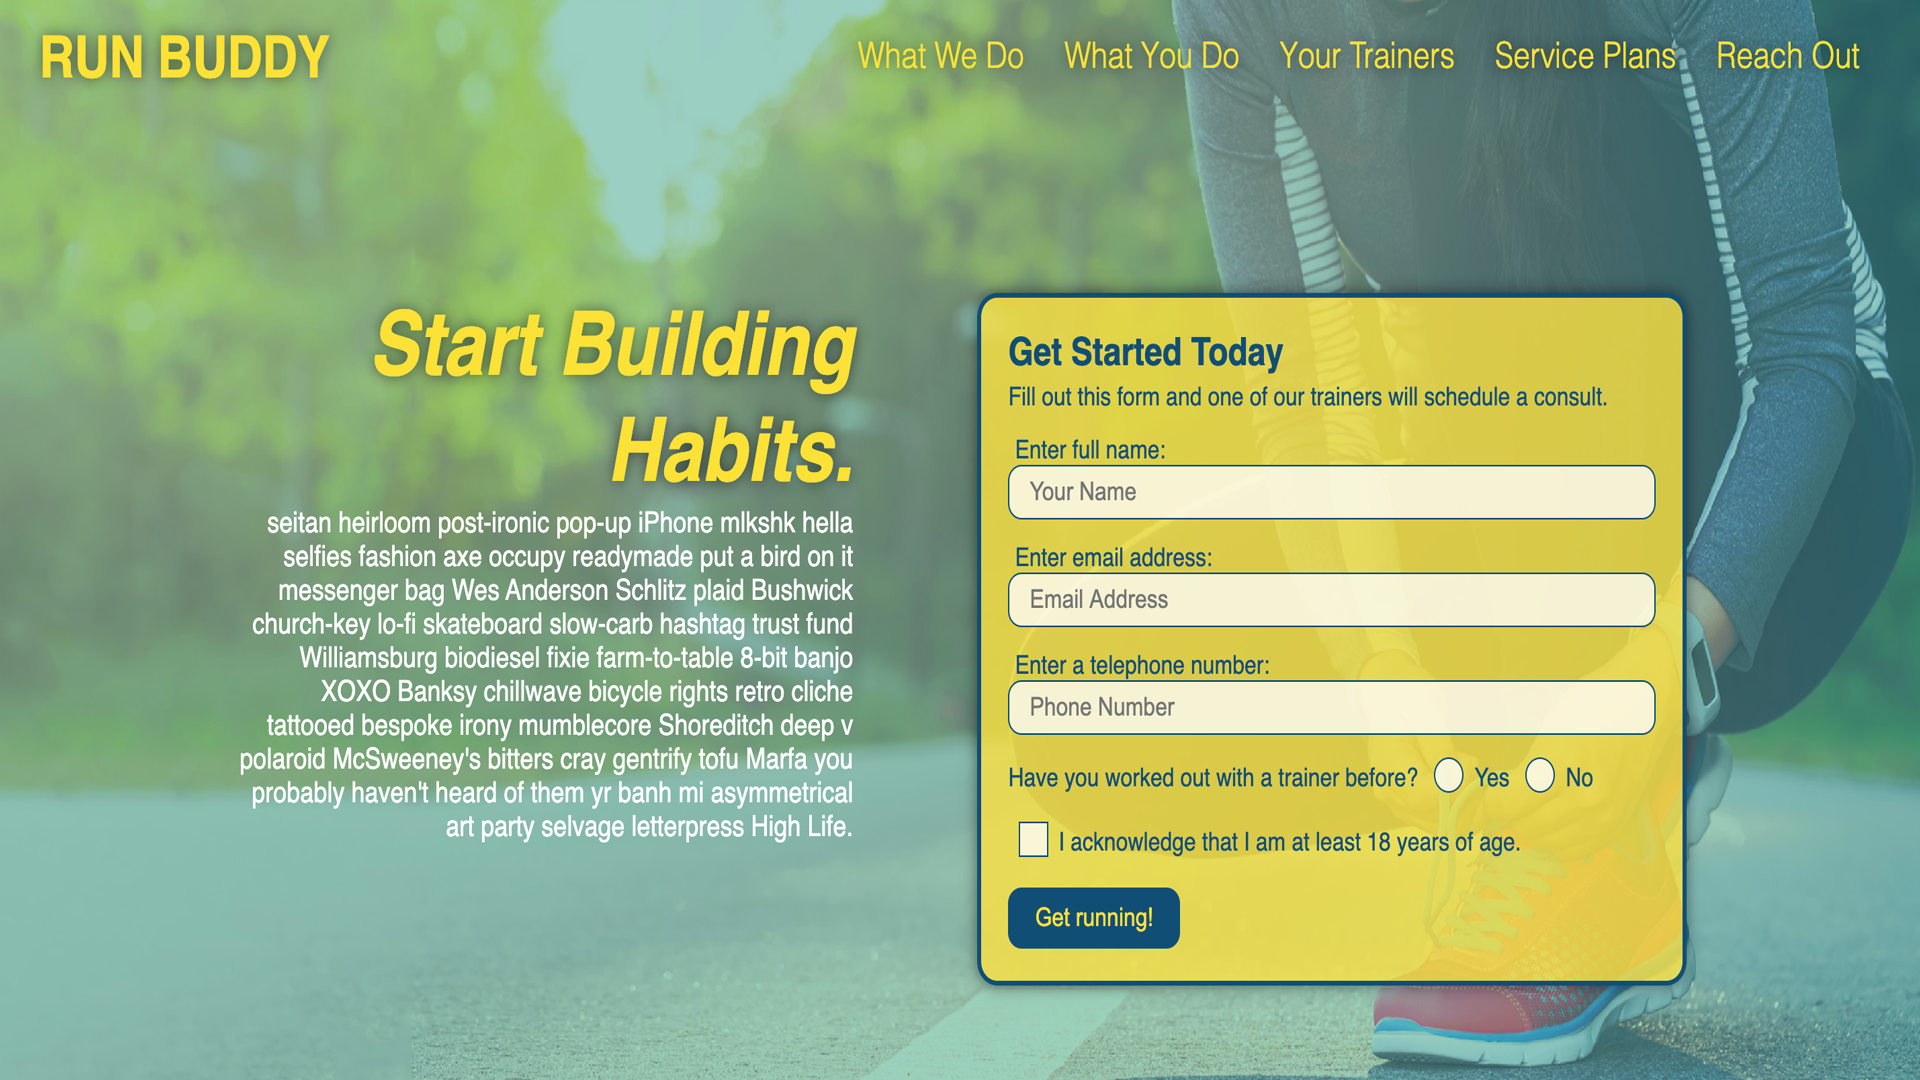 RUN BUDDY
What We Do
What You Do
Your Trainers
Service Plans
Reach Out
Start Building
Habits.
seitan heirloom post-ironic pop-up iPhone mlkshk hella
selfies fashion axe occupy readymade put a bird on it
messenger bag Wes Anderson Schlitz plaid Bushwick
church-key lo-fi skateboard slow-carb hashtag trust fund
Williamsburg biodiesel fixie farm-to-table 8-bit banjo
XOXO Banksy chillwave bicycle rights retro cliche
tattooed bespoke irony mumblecore Shoreditch deep v
polaroid McSweeney's bitters cray gentrify tofu Marfa you
probably haven't heard of them yr banh mi asymmetrical
art party selvage letterpress High Life.
Get Started Today
Fill out this form and one of our trainers will schedule a consult.
Enter full name:
Your Name
Enter email address:
Email Address
Enter a telephone number:
Phone Number
Have you worked out with a trainer before? Yes No
I acknowledge that I am at least 18 years of age.
Get running!